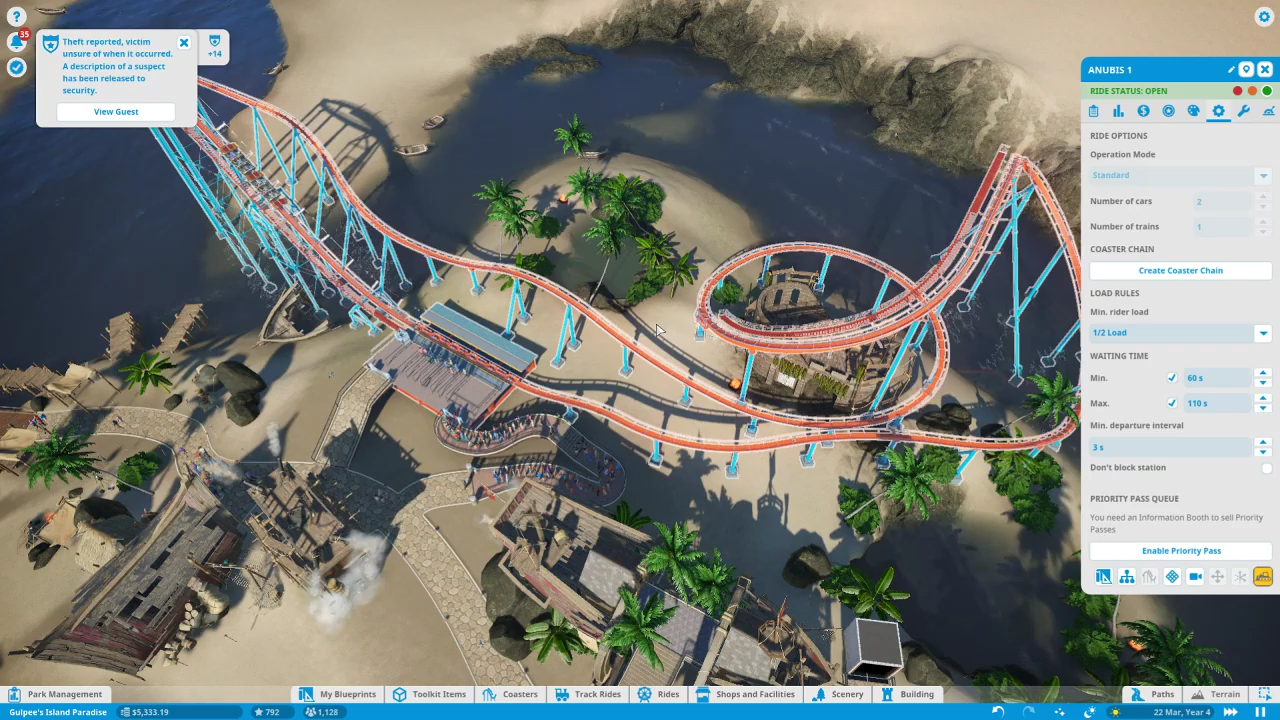 ?
35
Theft reported, victim
unsure of when it occurred.
A description of a suspect
has been released to
security.
View Guest
+14
ANUBIS 1
RIDE STATUS: OPEN
RIDE OPTIONS
Operation Mode
Standard
Number of cars
2
Number of trains
1
COASTER CHAIN
Create Coaster Chain
LOAD RULES
Min. rider load
1/2 Load
WAITING TIME
Min.
60 s
Max.
110 s
Min. departure interval
3 s
Don't block station
PRIORITY PASS QUEUE
You need an Information Booth to sell Priority
Passes
Enable Priority Pass
Park Management
My Blueprints
Toolkit Items
Coasters
Track Rides
Rides
Shops and Facilities
Scenery
Building
Paths
Terrain
Gulpee's Island Paradise
$5,333.19
792
1,128
22 Mar, Year 4